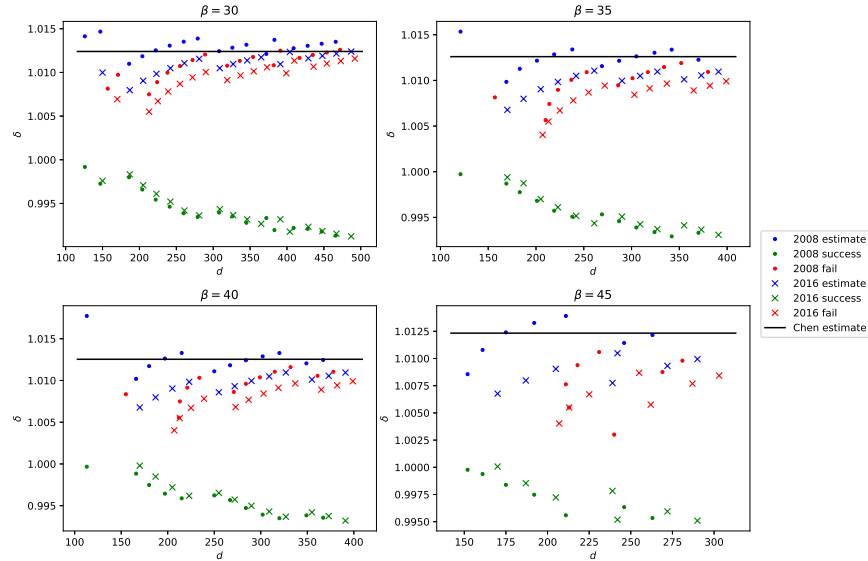 β = 30
β = 35
1.015
1.010
1.005
1.000
0.995
δ
100 150 200 250 300 350 400 450 500
d
1.015
1.010
1.005
1.000
0.995
δ
100 150 200 250 300 350 400
d
2008 estimate
2008 success
2008 fail
2016 estimate
2016 success
2016 fail
Chen estimate
β = 40
β = 45
1.015
1.010
1.005
1.000
0.995
δ
100 150 200 250 300 350 400
d
1.0125
1.0100
1.0075
1.0050
1.0025
1.0000
0.9975
0.9950
δ
150 175 200 225 250 275 300
d